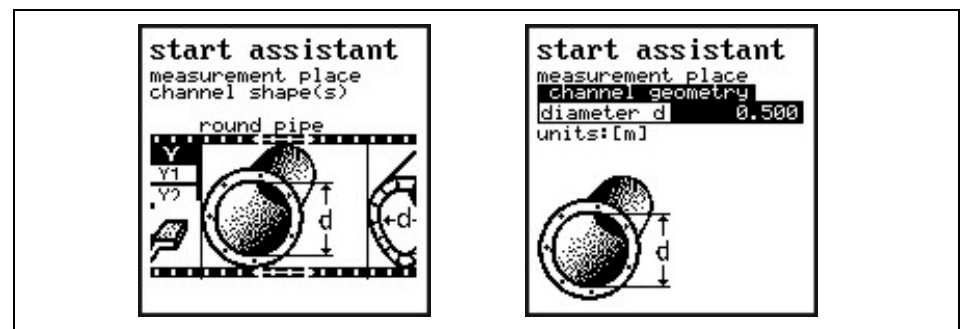 start assistant
measurement place
channel shape(s)
round pipe
Y
Y1
Y2
d
d
start assistant
measurement place
channel geometry
diameter d 0.500
units:[m]
d